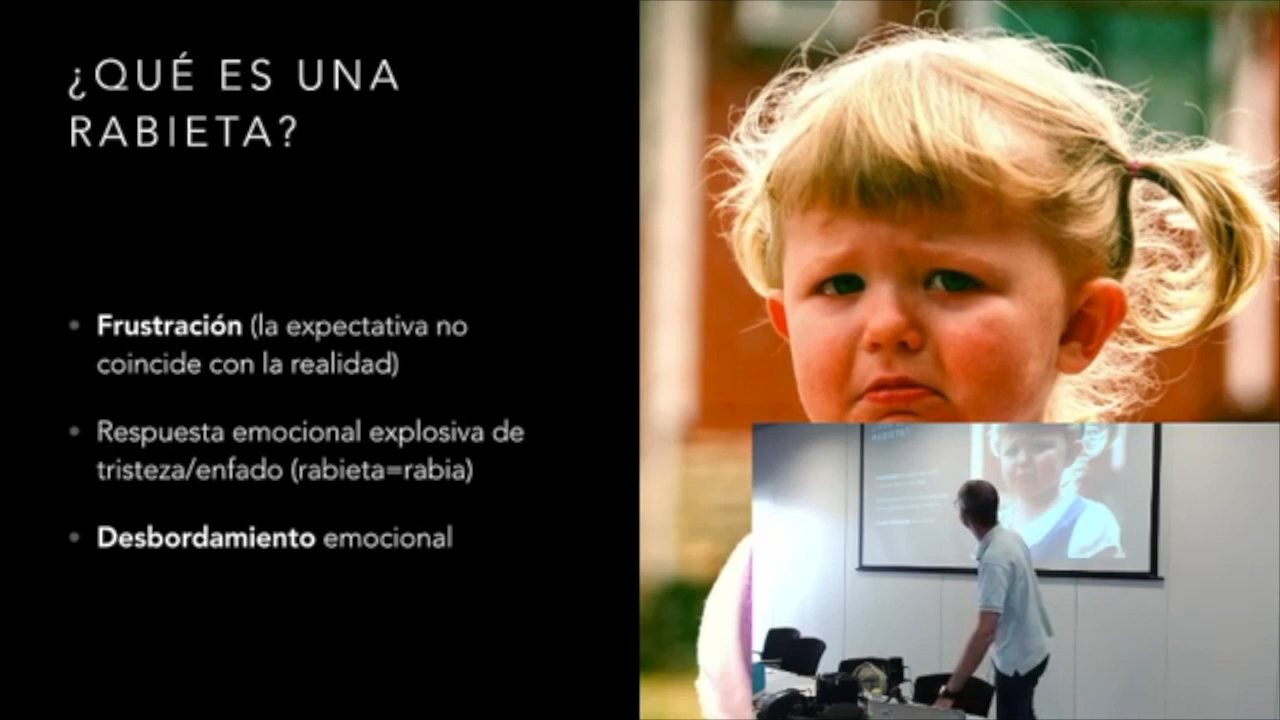 ¿QUÉ ES UNA
RABIETA?
• Frustración (la expectativa no
coincide con la realidad)
• Respuesta emocional explosiva de
tristeza/enfado (rabieta=rabia)
• Desbordamiento emocional